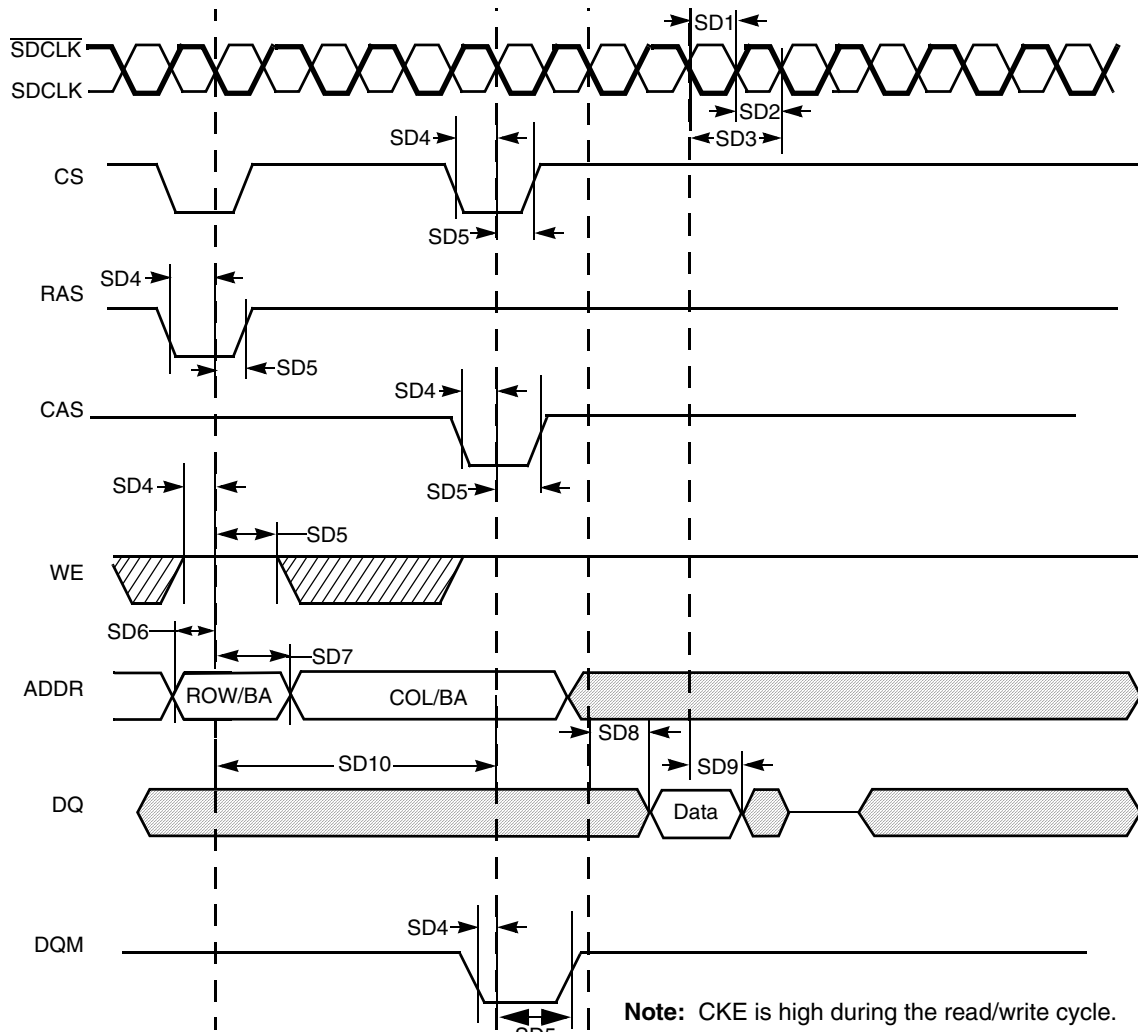 SD1
SDCLK
SDCLK
SD2
SD4
SD3
CS
SD5
SD4
RAS
SD5
SD4
CAS
SD4
SD5
SD5
WE
SD6
SD7
ADDR
ROW/BA
COL/BA
SD8
SD10
SD9
DQ
Data
SD4
DQM
Note: CKE is high during the read/write cycle.
SD5